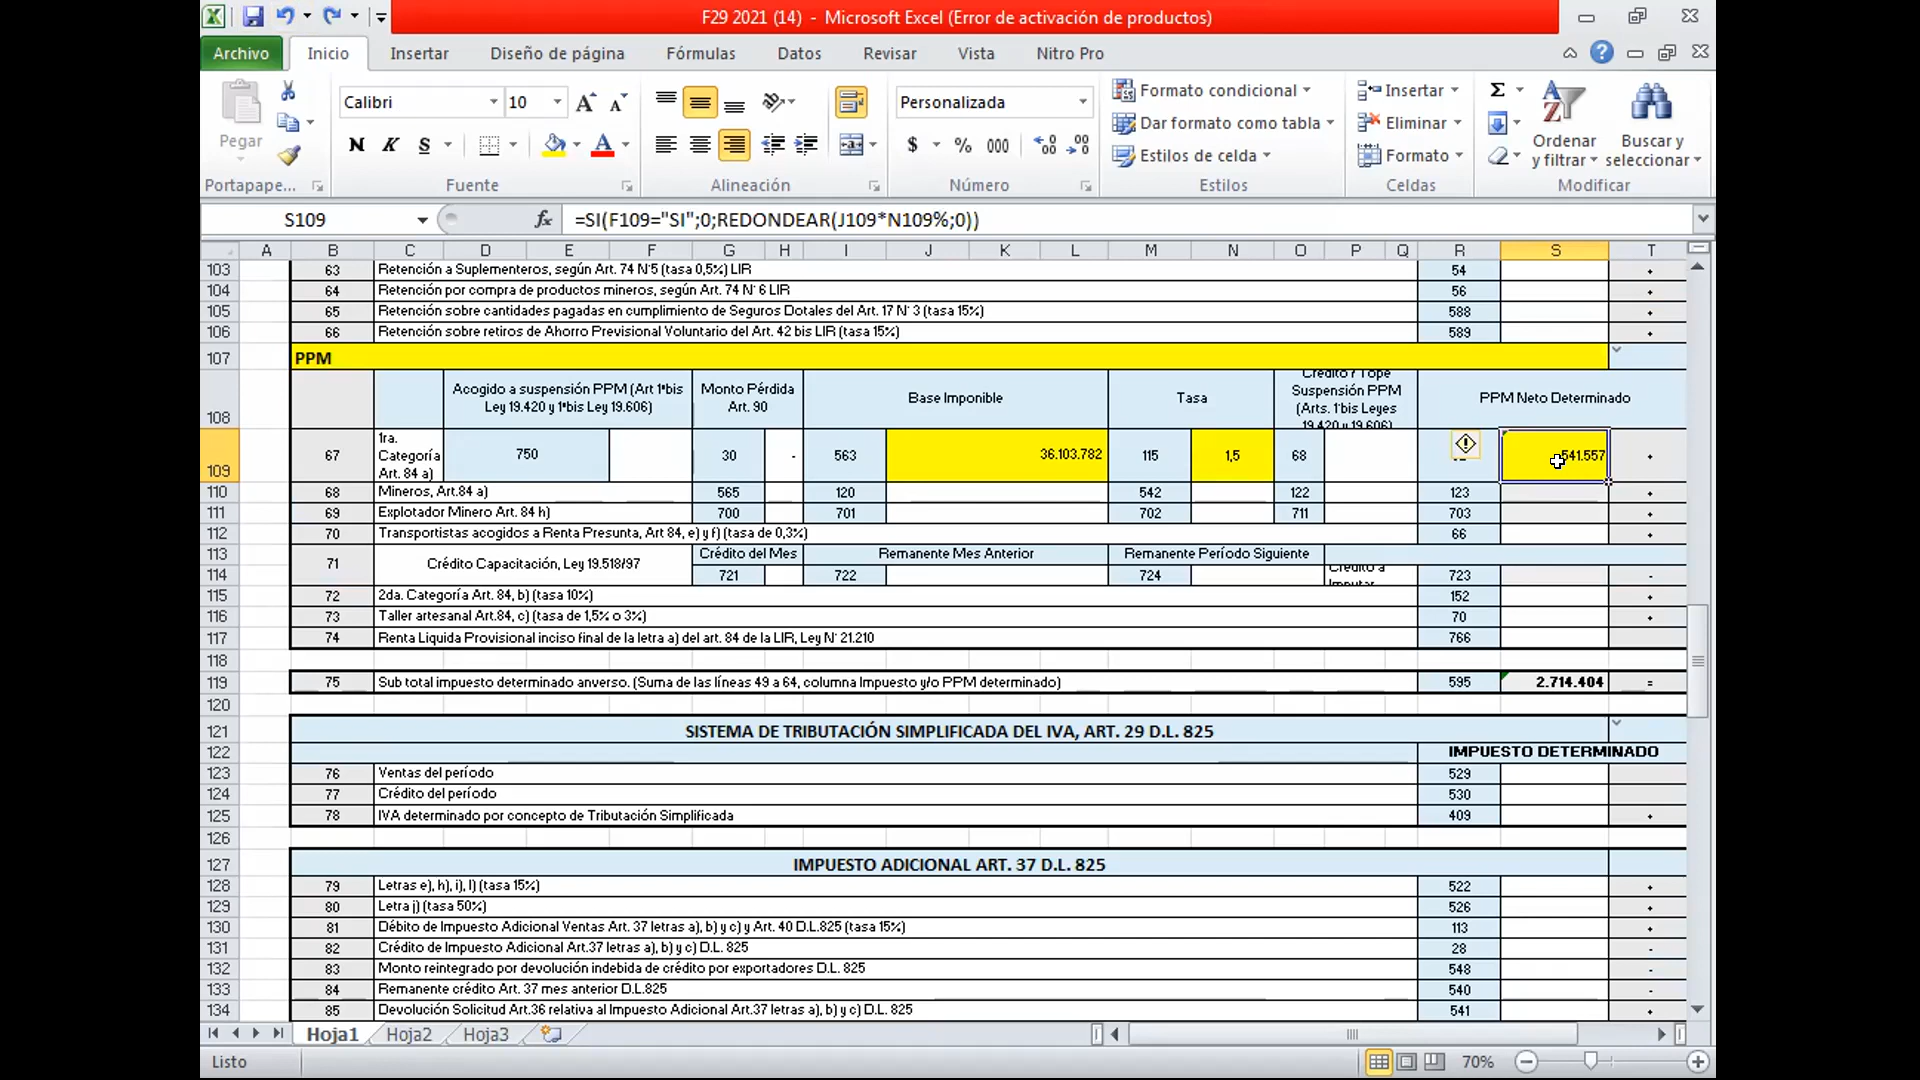 F29 2021 (14) - Microsoft Excel (Error de activación de productos)
Archivo Inicio Insertar Diseño de página Fórmulas Datos Revisar Vista Nitro Pro
Calibri 10 Personalizada Formato condicional Insertar
Pegar Dar formato como tabla Eliminar Ordenar y filtrar Buscar y seleccionar
N K S $ % 000 Estilos de celda Formato
Portapape... Fuente Alineación Número Estilos Celdas Modificar
S109 fx =SI(F109="SI";0;REDONDEAR(J109*N109%;0))
A B C D E F G H I J K L M N O P Q R S T
103 63 Retención a Suplementeros, según Art. 74 N°5 (tasa 0,5%) LIR 54 +
104 64 Retención por compra de productos mineros, según Art. 74 N° 6 LIR 56 +
105 65 Retención sobre cantidades pagadas en cumplimiento de Seguros Dotales del Art. 17 N° 3 (tasa 15%) 588 +
106 66 Retención sobre retiros de Ahorro Previsional Voluntario del Art. 42 bis LIR (tasa 15%) 589 +
107 PPM
108 Acogido a suspensión PPM (Art 1°bis Ley 19.420 y 1°bis Ley 19.606) Monto Pérdida Art. 90 Base Imponible Tasa Suspensión PPM (Arts. 1°bis Leyes 19.420 y 19.606) PPM Neto Determinado
109 67 1ra. Categoría Art. 84 a) 750 30 - 563 36.103.782 115 1,5 68 541.557 +
110 68 Mineros, Art.84 a) 565 120 542 122 123 +
111 69 Explotador Minero Art. 84 h) 700 701 702 711 703 +
112 70 Transportistas acogidos a Renta Presunta, Art 84, e) y f) (tasa de 0,3%) 66 +
113 71 Crédito Capacitación, Ley 19.518/97 Crédito del Mes Remanente Mes Anterior Remanente Período Siguiente
114 721 722 724 723 -
115 72 2da. Categoría Art. 84, b) (tasa 10%) 152 +
116 73 Taller artesanal Art.84, c) (tasa de 1,5% o 3%) 70 +
117 74 Renta Liquida Provisional inciso final de la letra a) del art. 84 de la LIR, Ley N° 21.210 766
118
119 75 Sub total impuesto determinado anverso. (Suma de las líneas 49 a 64, columna Impuesto y/o PPM determinado) 595 2.714.404 =
120
121 SISTEMA DE TRIBUTACIÓN SIMPLIFICADA DEL IVA, ART. 29 D.L. 825
122 IMPUESTO DETERMINADO
123 76 Ventas del período 529
124 77 Crédito del período 530
125 78 IVA determinado por concepto de Tributación Simplificada 409 +
126
127 IMPUESTO ADICIONAL ART. 37 D.L. 825
128 79 Letras e), h), i), l) (tasa 15%) 522 +
129 80 Letra j) (tasa 50%) 526 +
130 81 Débito de Impuesto Adicional Ventas Art. 37 letras a), b) y c) y Art. 40 D.L.825 (tasa 15%) 113 +
131 82 Crédito de Impuesto Adicional Art.37 letras a), b) y c) D.L. 825 28 -
132 83 Monto reintegrado por devolución indebida de crédito por exportadores D.L. 825 548 -
133 84 Remanente crédito Art. 37 mes anterior D.L.825 540 -
134 85 Devolución Solicitud Art.36 relativa al Impuesto Adicional Art.37 letras a), b) y c) D.L. 825 541 +
Hoja1 Hoja2 Hoja3
Listo 70%